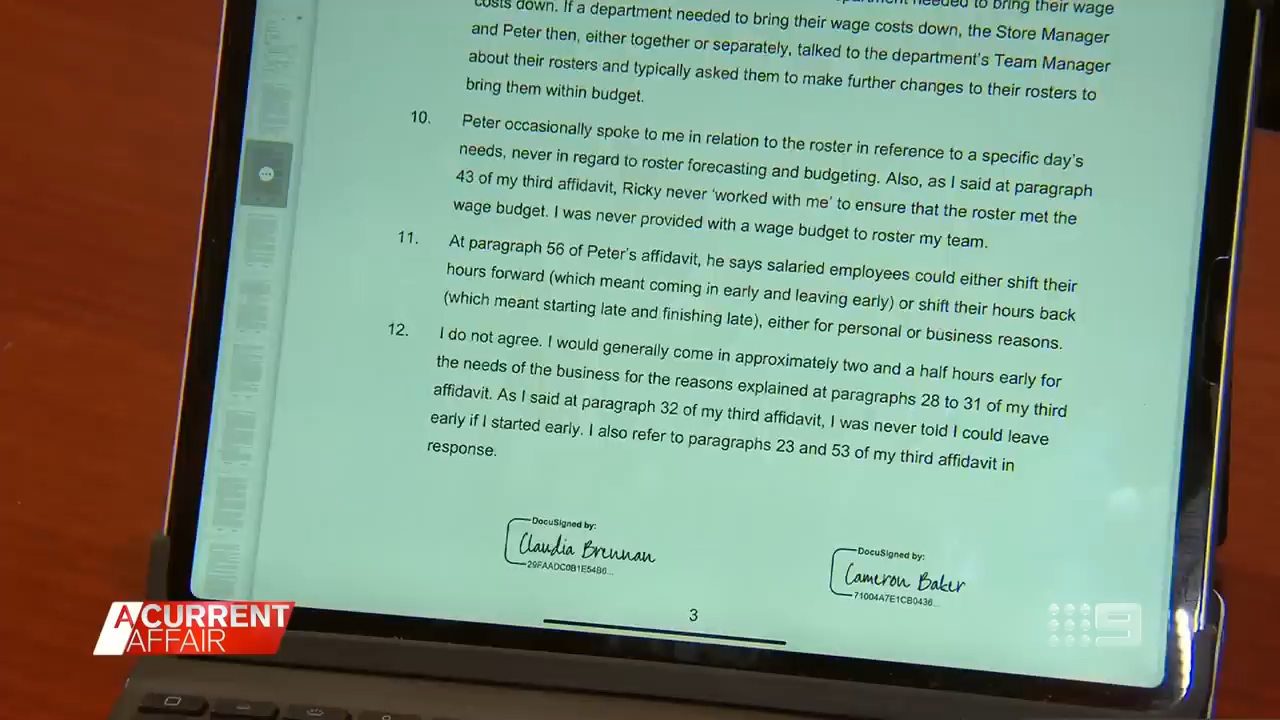 needed to bring their wage
costs down. If a department needed to bring their wage costs down, the Store Manager
and Peter then, either together or separately, talked to the department's Team Manager
about their rosters and typically asked them to make further changes to their rosters to
bring them within budget.
10. Peter occasionally spoke to me in relation to the roster in reference to a specific day's
needs, never in regard to roster forecasting and budgeting. Also, as I said at paragraph
43 of my third affidavit, Ricky never 'worked with me' to ensure that the roster met the
wage budget. I was never provided with a wage budget to roster my team.
11. At paragraph 56 of Peter's affidavit, he says salaried employees could either shift their
hours forward (which meant coming in early and leaving early) or shift their hours back
(which meant starting late and finishing late), either for personal or business reasons.
12. I do not agree. I would generally come in approximately two and a half hours early for
the needs of the business for the reasons explained at paragraphs 28 to 31 of my third
affidavit. As I said at paragraph 32 of my third affidavit, I was never told I could leave
early if I started early. I also refer to paragraphs 23 and 53 of my third affidavit in
response.
DocuSigned by:
Claudia Brennan
29FAADC0B1E54B6...
DocuSigned by:
Cameron Baker
71004A7E1CB0436...
3
A CURRENT
AFFAIR
9